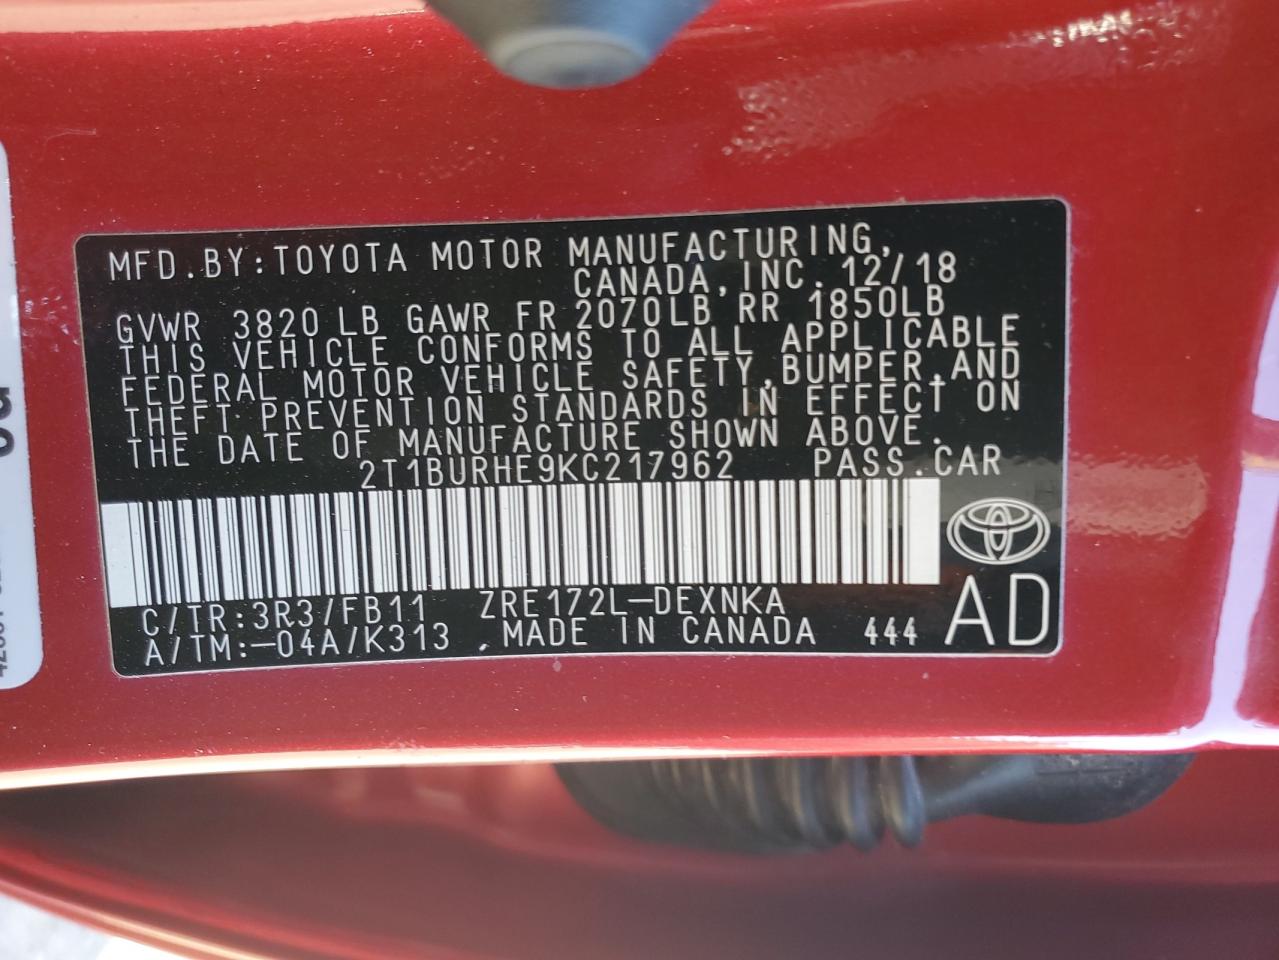 MFD.BY:TOYOTA MOTOR MANUFACTURING,
CANADA,INC. 12/18
GVWR 3820 LB GAWR FR 2070LB RR 1850LB
THIS VEHICLE CONFORMS TO ALL APPLICABLE
FEDERAL MOTOR VEHICLE SAFETY,BUMPER,AND
THEFT PREVENTION STANDARDS IN EFFECT ON
THE DATE OF MANUFACTURE SHOWN ABOVE.
2T1BURHE9KC217962 PASS.CAR
C/TR:3R3/FB11 ZRE172L-DEXNKA
A/TM:-04A/K313 MADE IN CANADA 444 AD